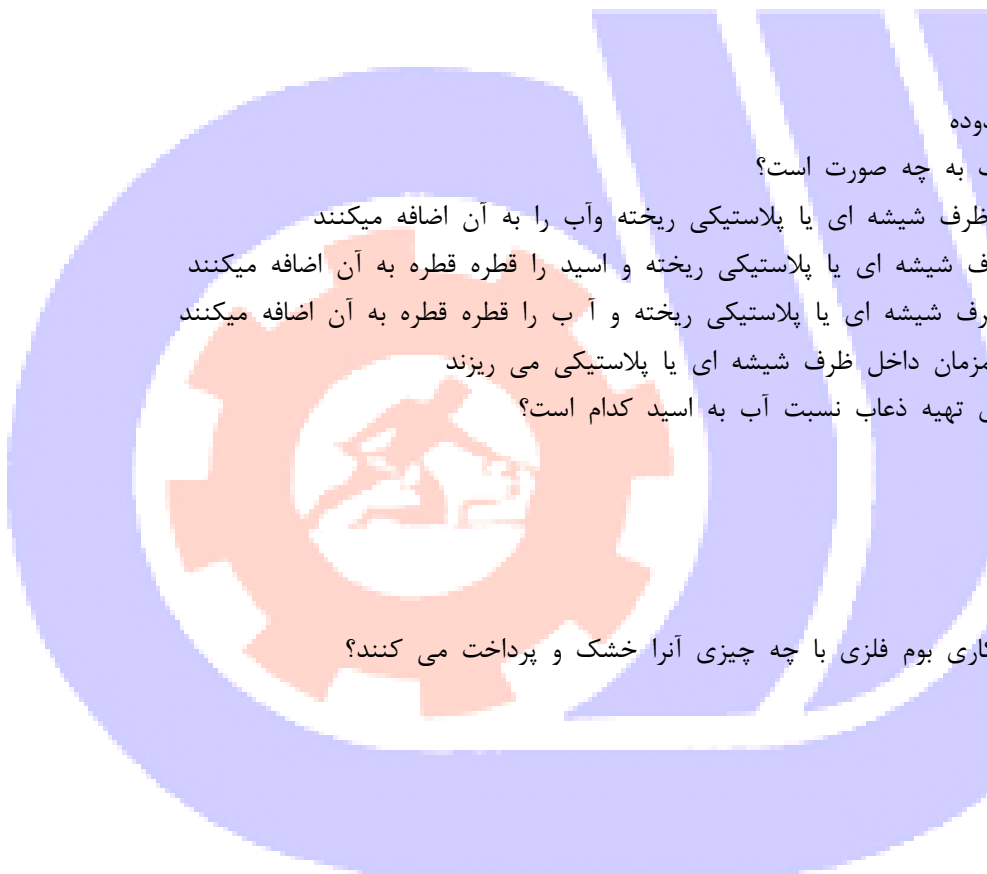 دوده
به چه صورت است؟
ظرف شیشه ای یا پلاستیکی ریخته وآب را به آن اضافه میکنند
شیشه ای یا پلاستیکی ریخته و اسید را قطره قطره به آن اضافه میکنند
شیشه ای یا پلاستیکی ریخته و آ ب را قطره قطره به آن اضافه میکنند
داخل ظرف شیشه ای یا پلاستیکی می ریزند
تهیه ذعاب نسبت آب به اسید کدام است؟
کاری بوم فلزی با چه چیزی آنرا خشک و پرداخت می کنند؟